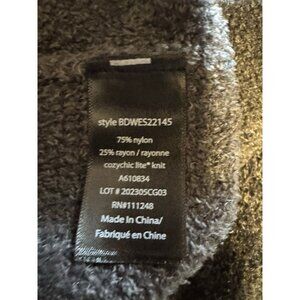 style BDWES22145
75% nylon
25% rayon / rayonne
cozychic lite® knit
A610834
LOT # 202305CG03
RN#111248
Made In China/
Fabriqué en Chine